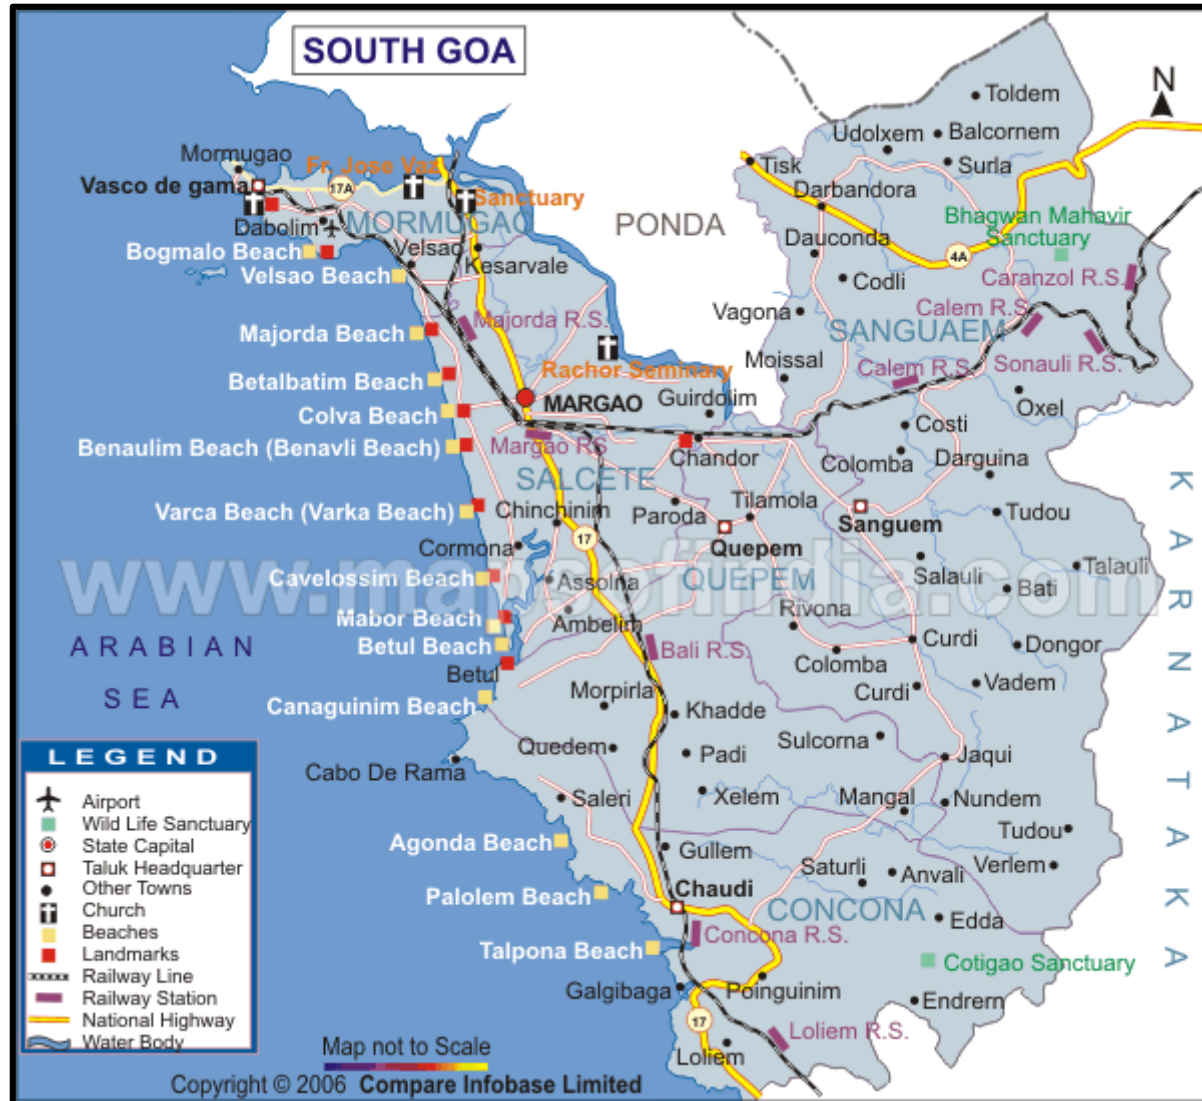 SOUTH GOA
N
Toldem
Udolxem
Balcornem
Mormugao
Fr. Jose Vaz
Tisk
Surla
Vasco de gama
17A
Sanctuary
Darbandora
Dabolim
MORMUGAO
PONDA
Bhagwan Mahavir
Sanctuary
Bogmalo Beach
Velsao
Kesarvale
Dauconda
4A
Velsao Beach
Codli
Caranzol R.S.
Majorda Beach
Majorda R.S.
Vagona
Calem R.S.
SANGUAEM
Moissal
Calem R.S.
Sonauli R.S.
Betalbatim Beach
Rachor Seminary
Colva Beach
MARGAO
Guirdolim
Oxel
Costi
Benaulim Beach (Benavli Beach)
Margao RS
Chandor
Colomba
Darguina
SALCETE
Varca Beach (Varka Beach)
Chinchinim
Paroda
Tilamola
Sanguem
Tudou
Cormona
17
Quepem
www.mapsofindia.com
Cavelossim Beach
Assolna
QUEPEM
Salauli
Bati
Talauli
Mabor Beach
Ambelim
Rivona
ARABIAN
SEA
Betul Beach
Bali R.S.
Curdi
Dongor
Betul
Colomba
Canaguinim Beach
Morpirla
Khadde
Curdi
Vadem
Quedem
Padi
Sulcorna
Jaqui
Cabo De Rama
Saleri
Xelem
Mangal
Nundem
Tudou
Agonda Beach
Gullem
Saturli
Anvali
Verlem
Palolem Beach
Chaudi
CONCONA
Edda
Talpona Beach
Concona R.S.
Cotigao Sanctuary
Galgibaga
Poinguinim
Endrern
17
Loliem
Loliem R.S.
KARNATAKA
LEGEND
Airport
Wild Life Sanctuary
State Capital
Taluk Headquarter
Other Towns
Church
Beaches
Landmarks
Railway Line
Railway Station
National Highway
Water Body
Map not to Scale
Copyright © 2006 Compare Infobase Limited